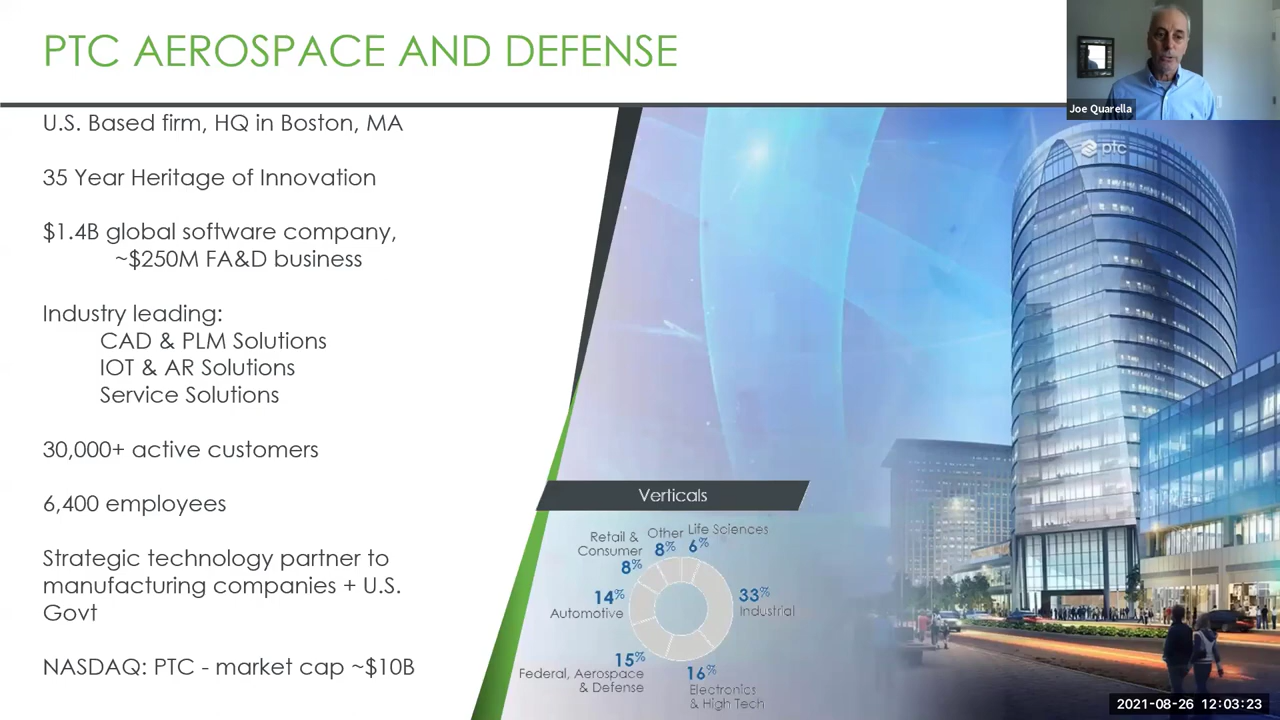 PTC AEROSPACE AND DEFENSE
Joe Quarella
U.S. Based firm, HQ in Boston, MA
35 Year Heritage of Innovation
$1.4B global software company,
~$250M FA&D business
Industry leading:
CAD & PLM Solutions
IOT & AR Solutions
Service Solutions
30,000+ active customers
6,400 employees
Strategic technology partner to
manufacturing companies + U.S.
Govt
NASDAQ: PTC - market cap ~$10B
ptc
Verticals
Retail &
Consumer
8%
Other
8%
Life Sciences
6%
33%
Industrial
14%
Automotive
15%
Federal, Aerospace
& Defense
16%
Electronics
& High Tech
2021-08-26 12:03:23